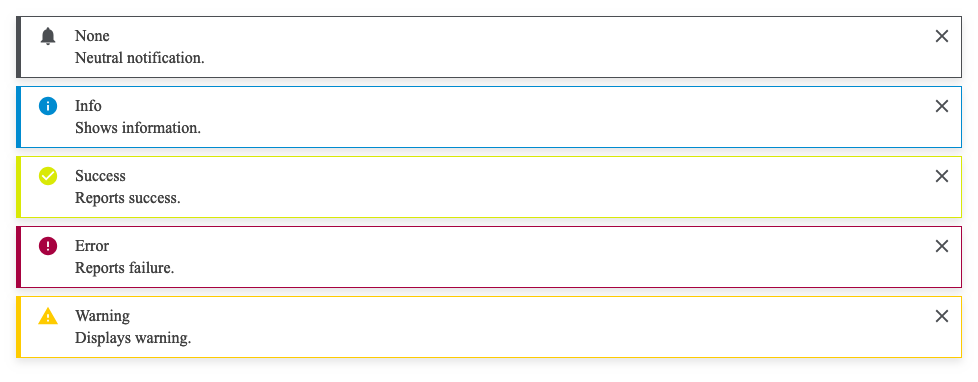 None
Neutral notification.
Info
Shows information.
Success
Reports success.
Error
Reports failure.
Warning
Displays warning.